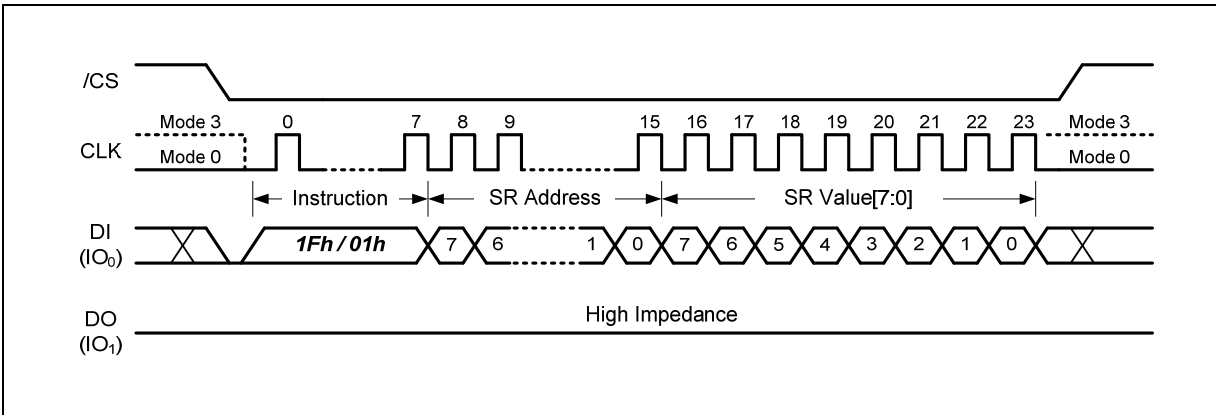 /CS
Mode 3 0 7 8 9 15 16 17 18 19 20 21 22 23 Mode 3
CLK
Mode 0 Mode 0
Instruction SR Address SR Value[7:0]
DI 1Fh / 01h 7 6 1 0 7 6 5 4 3 2 1 0
(IO₀)
High Impedance
DO
(IO₁)